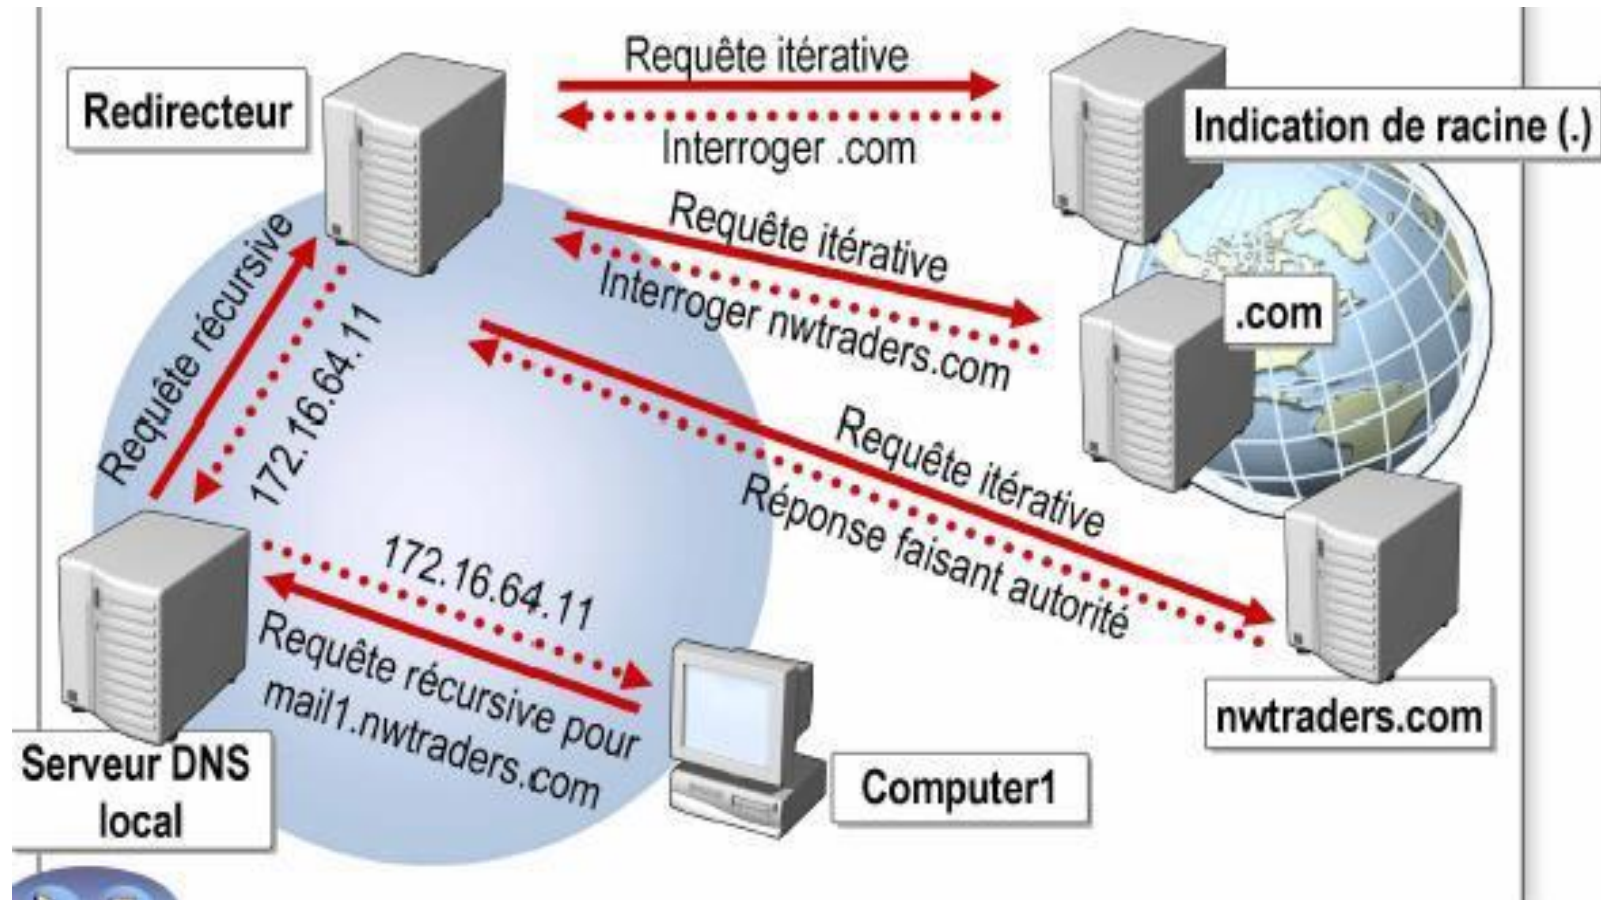 Requête itérative
Redirecteur
Indication de racine (.)
Interroger .com
Requête itérative
Interroger nwtraders.com
.com
Requête récursive
172.16.64.11
Requête itérative
Réponse faisant autorité
172.16.64.11
Requête récursive pour
mail1.nwtraders.com
nwtraders.com
Serveur DNS
local
Computer1